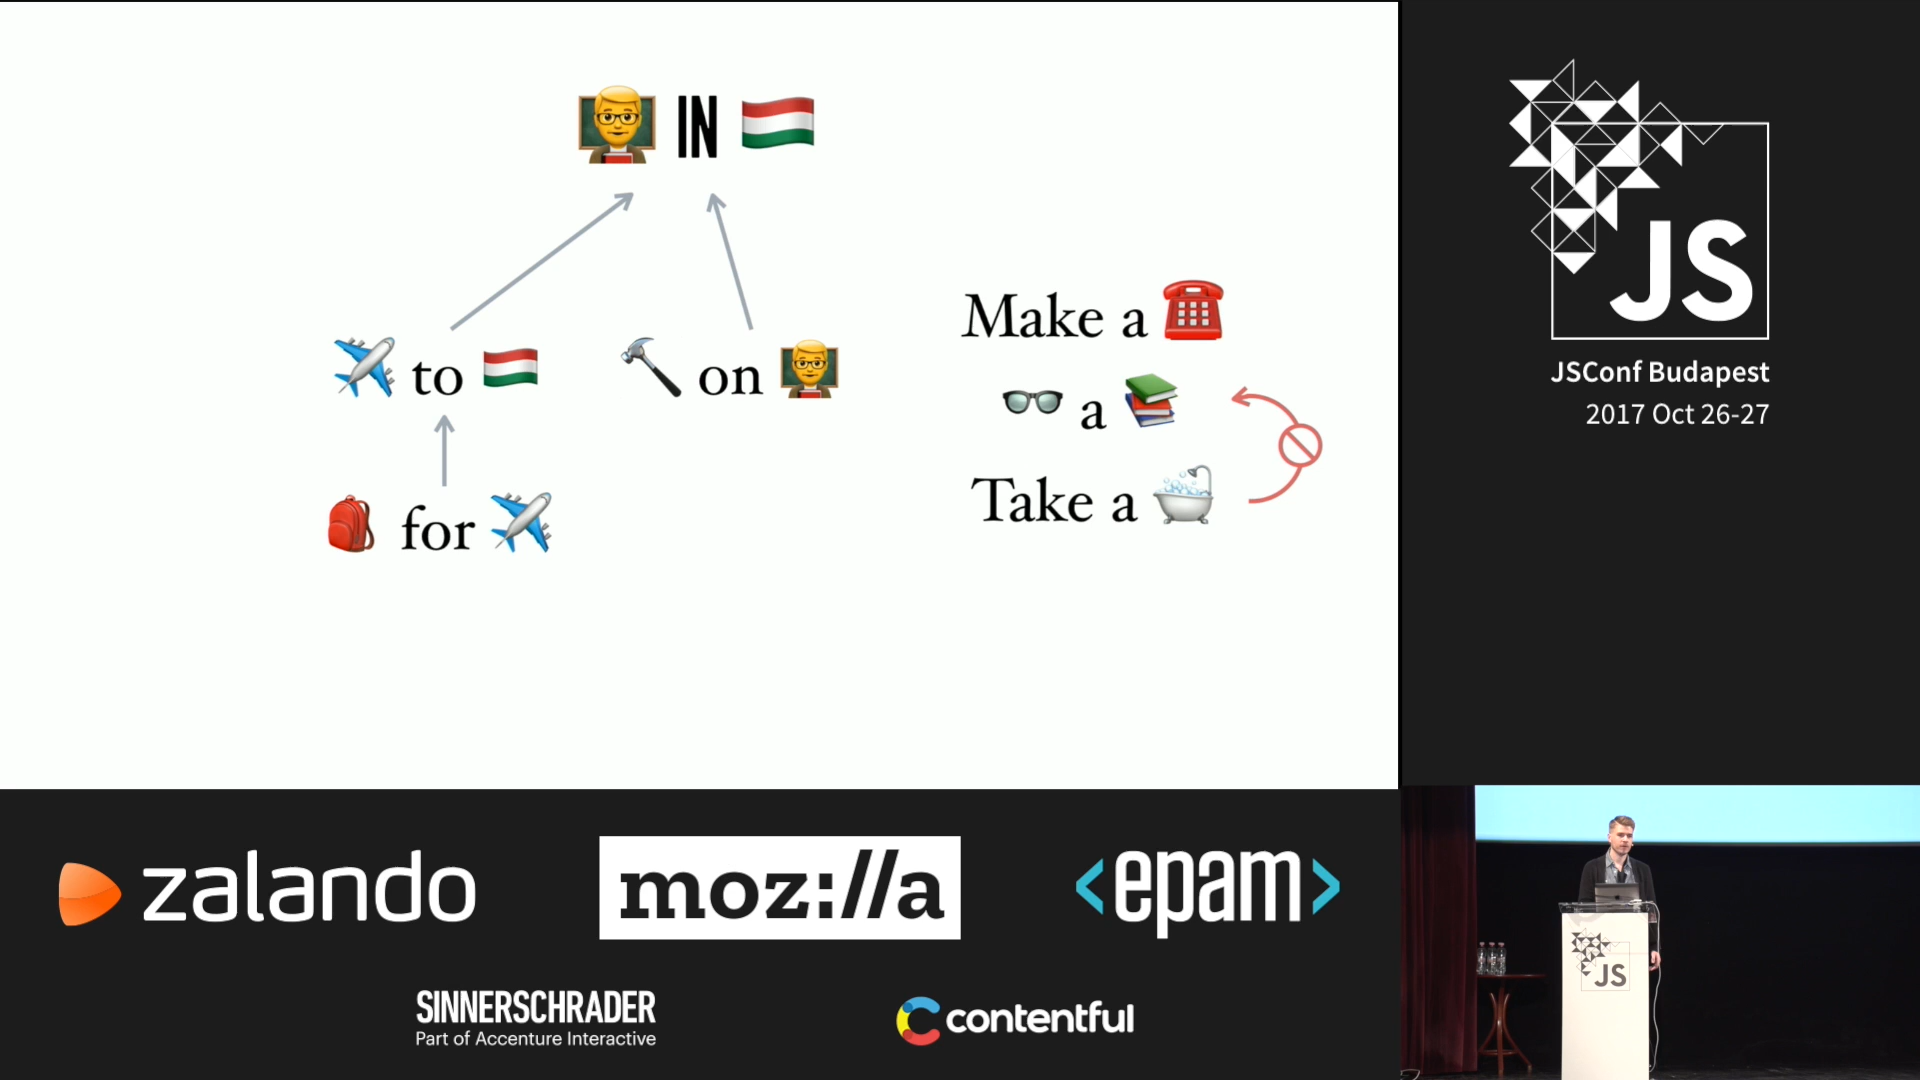 👨‍🏫 IN 🇭🇺
✈️ to 🇭🇺
🔨 on 👨‍🏫
🎒 for ✈️
Make a ☎️
👓 a 📚
Take a 🛁
JS
JSConf Budapest
2017 Oct 26-27
zalando
moz://a
<epam>
SINNERSCHRADER
Part of Accenture Interactive
contentful
JS